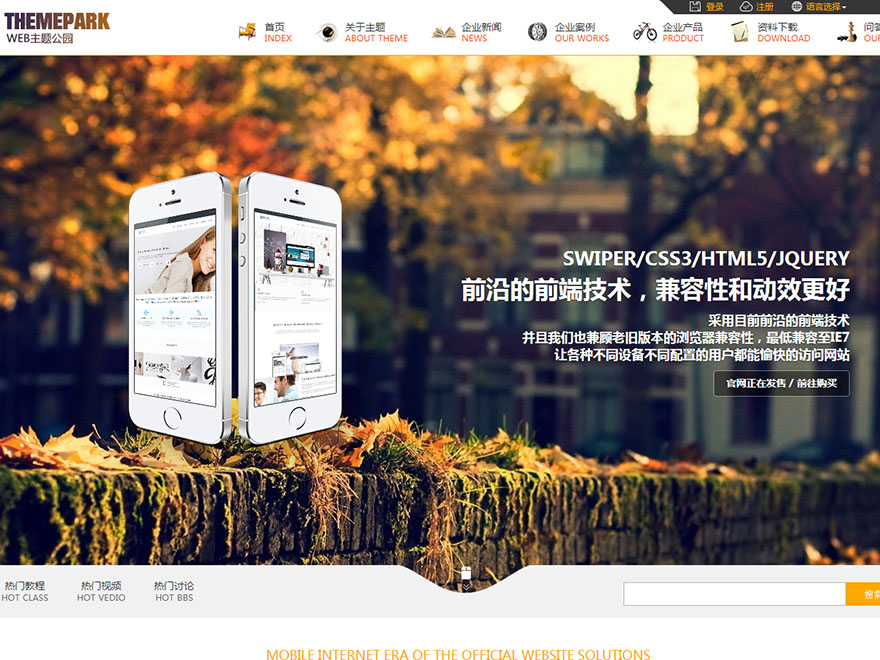 登录 注册 语言选择
THEMEPARK
WEB主题公园
首页 关于主题 企业新闻 企业案例 企业产品 资料下载
INDEX ABOUT THEME NEWS OUR WORKS PRODUCT DOWNLOAD
SWIPER/CSS3/HTML5/JQUERY
前沿的前端技术，兼容性和动效更好
采用目前前沿的前端技术
并且我们也兼顾老旧版本的浏览器兼容性，最低兼容至IE7
让各种不同设备不同配置的用户都能愉快的访问网站
官网正在发售 / 前往购买
热门教程 热门视频 热门讨论
HOT CLASS HOT VEDIO HOT BBS
MOBILE INTERNET ERA OF THE OFFICIAL WEBSITE SOLUTIONS